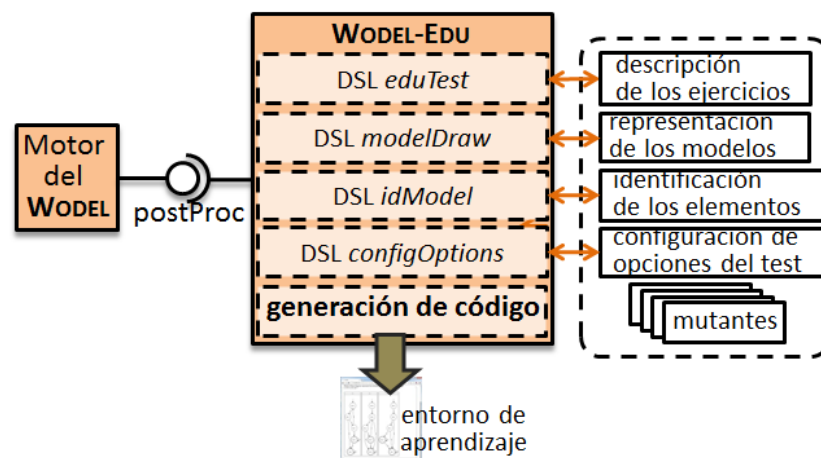 WODEL-EDU
DSL eduTest
DSL modelDraw
DSL idModel
DSL configOptions
generación de código
Motor
del
WODEL
postProc
descripción
de los ejercicios
representación
de los modelos
identificación
de los elementos
configuración de
opciones del test
mutantes
entorno de
aprendizaje